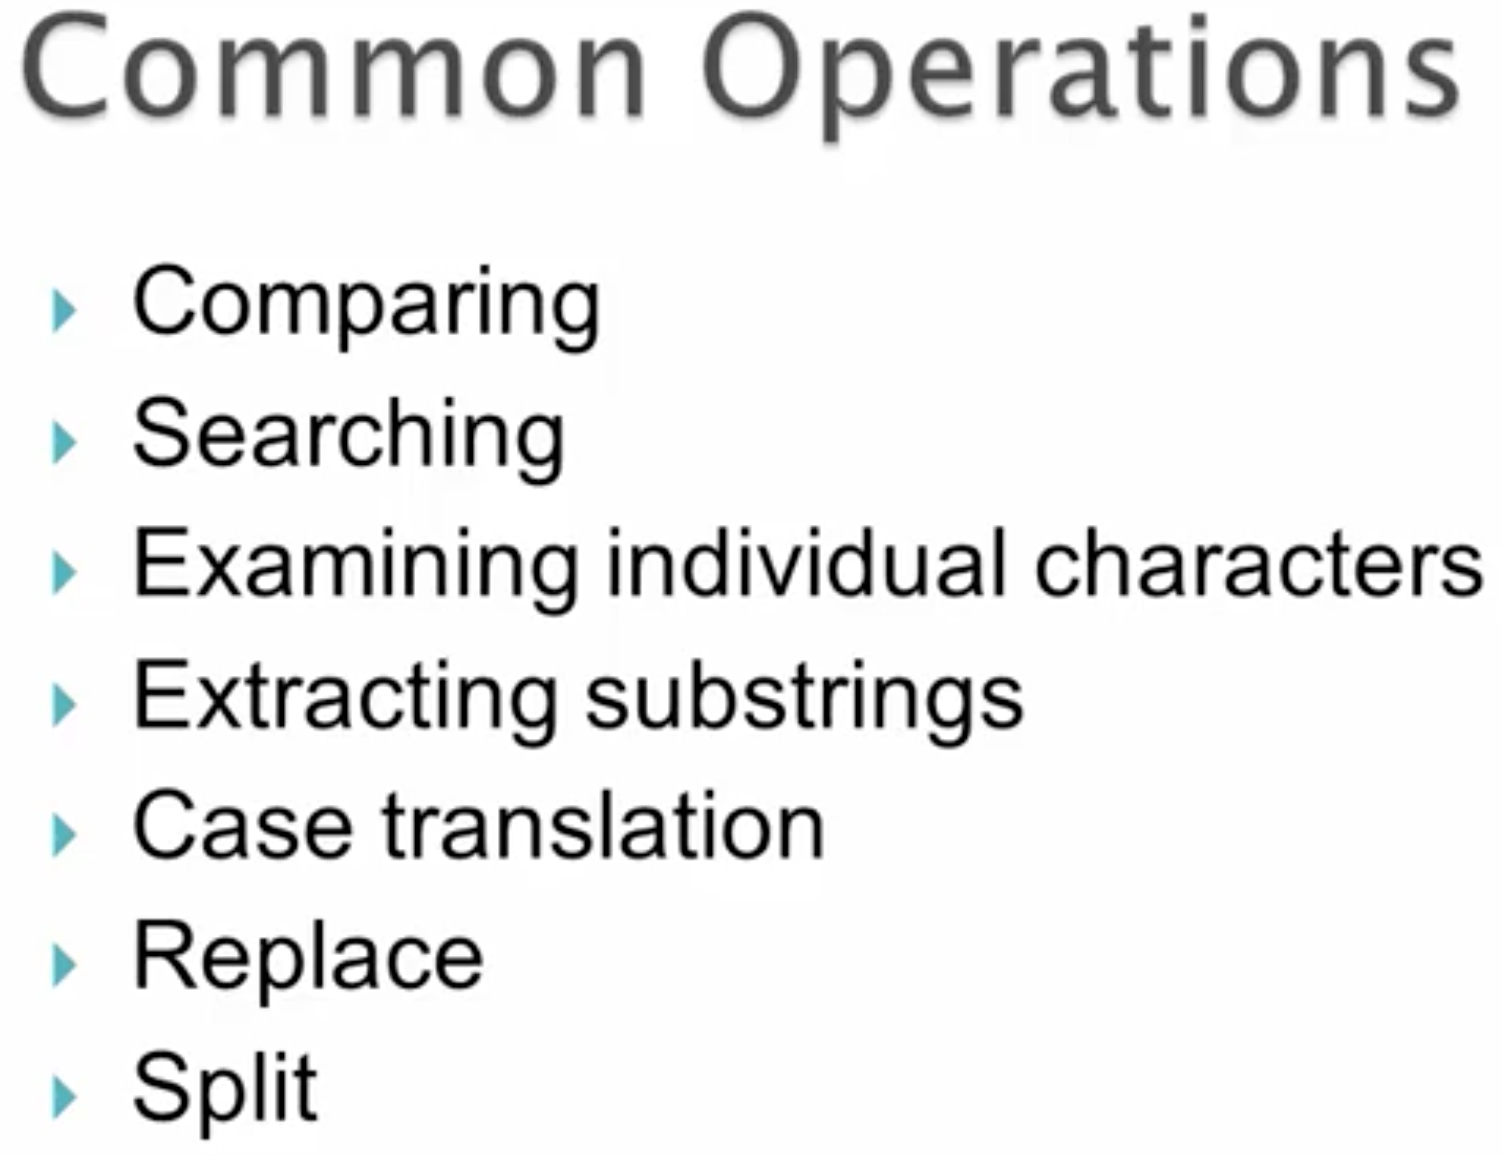 Common Operations
Comparing
Searching
Examining individual characters
Extracting substrings
Case translation
Replace
Split